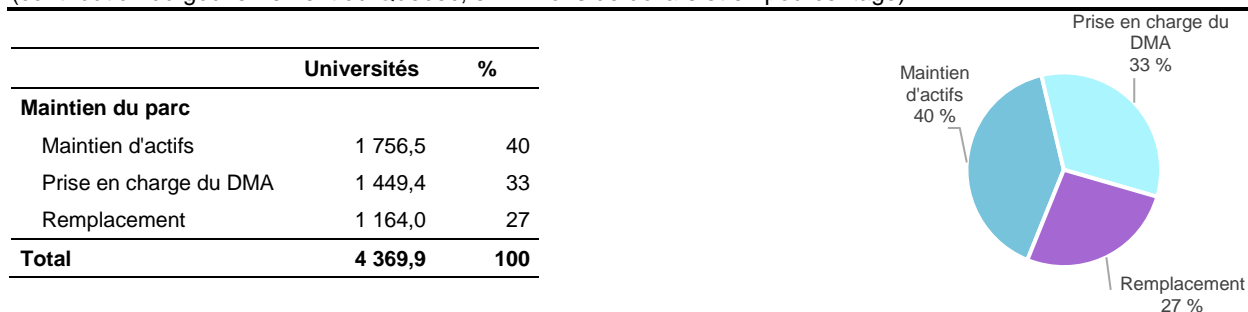 Universités %
Maintien du parc
Maintien d'actifs 1 756,5 40
Prise en charge du DMA 1 449,4 33
Remplacement 1 164,0 27
Total 4 369,9 100
Prise en charge du
DMA
33 %
Maintien
d'actifs
40 %
Remplacement
27 %